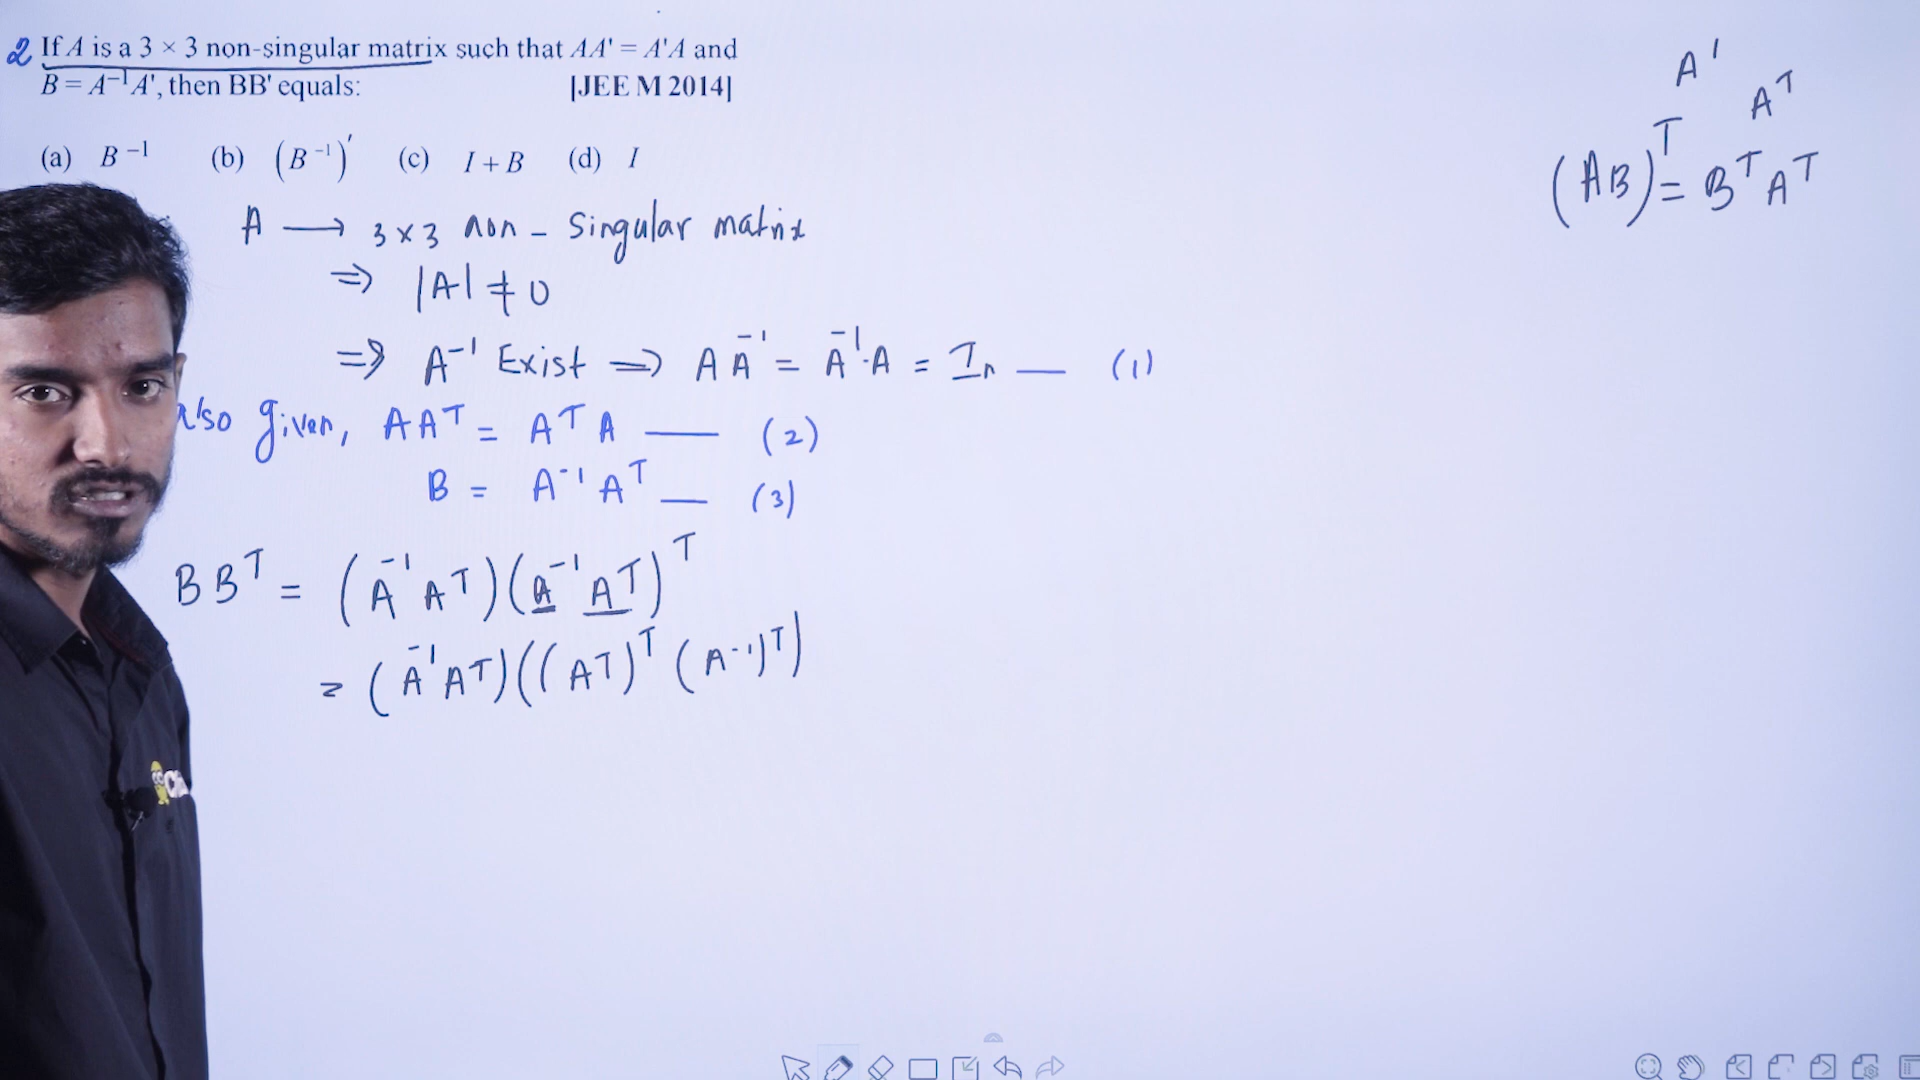 2 If A is a 3 × 3 non-singular matrix such that AA' = A'A and
B = A⁻¹A', then BB' equals: [JEE M 2014]
(a) B⁻¹ (b) (B⁻¹)′ (c) I + B (d) I
A → 3×3 non - singular matrix
⇒ |A| ≠ 0
⇒ A⁻¹ Exist ⇒ A A⁻¹ = A⁻¹·A = Iₙ — (1)
Also given, AAᵀ = AᵀA — (2)
B = A⁻¹Aᵀ — (3)
BBᵀ = (A⁻¹Aᵀ)(A⁻¹Aᵀ)ᵀ
= (A⁻¹Aᵀ)((Aᵀ)ᵀ(A⁻¹)ᵀ)
A'
Aᵀ
(AB)ᵀ = BᵀAᵀ